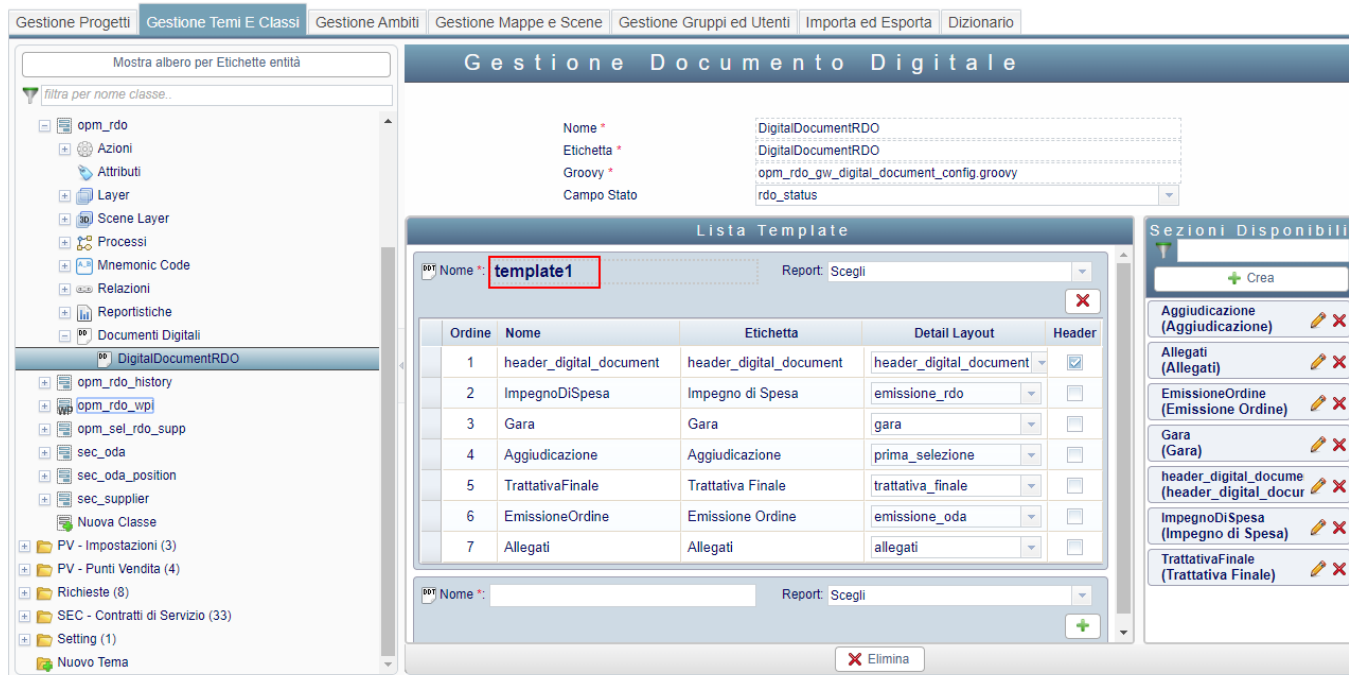 Gestione Progetti Gestione Temi E Classi Gestione Ambiti Gestione Mappe e Scene Gestione Gruppi ed Utenti Importa ed Esporta Dizionario
Mostra albero per Etichette entità
filtra per nome classe..
opm_rdo
Azioni
Attributi
Layer
3D Scene Layer
Processi
Mnemonic Code
Relazioni
Reportistiche
Documenti Digitali
DigitalDocumentRDO
opm_rdo_history
opm_rdo_wpi
opm_sel_rdo_supp
sec_oda
sec_oda_position
sec_supplier
Nuova Classe
PV - Impostazioni (3)
PV - Punti Vendita (4)
Richieste (8)
SEC - Contratti di Servizio (33)
Setting (1)
Nuovo Tema
Gestione Documento Digitale
Nome * DigitalDocumentRDO
Etichetta * DigitalDocumentRDO
Groovy * opm_rdo_gw_digital_document_config.groovy
Campo Stato rdo_status
Lista Template
DDT Nome *: template1 Report: Scegli
Ordine Nome Etichetta Detail Layout Header
1 header_digital_document header_digital_document header_digital_document
2 ImpegnoDiSpesa Impegno di Spesa emissione_rdo
3 Gara Gara gara
4 Aggiudicazione Aggiudicazione prima_selezione
5 TrattativaFinale Trattativa Finale trattativa_finale
6 EmissioneOrdine Emissione Ordine emissione_oda
7 Allegati Allegati allegati
DDT Nome *: Report: Scegli
Elimina
Sezioni Disponibili
Crea
Aggiudicazione
(Aggiudicazione)
Allegati
(Allegati)
EmissioneOrdine
(Emissione Ordine)
Gara
(Gara)
header_digital_docume
(header_digital_docur
ImpegnoDiSpesa
(Impegno di Spesa)
TrattativaFinale
(Trattativa Finale)